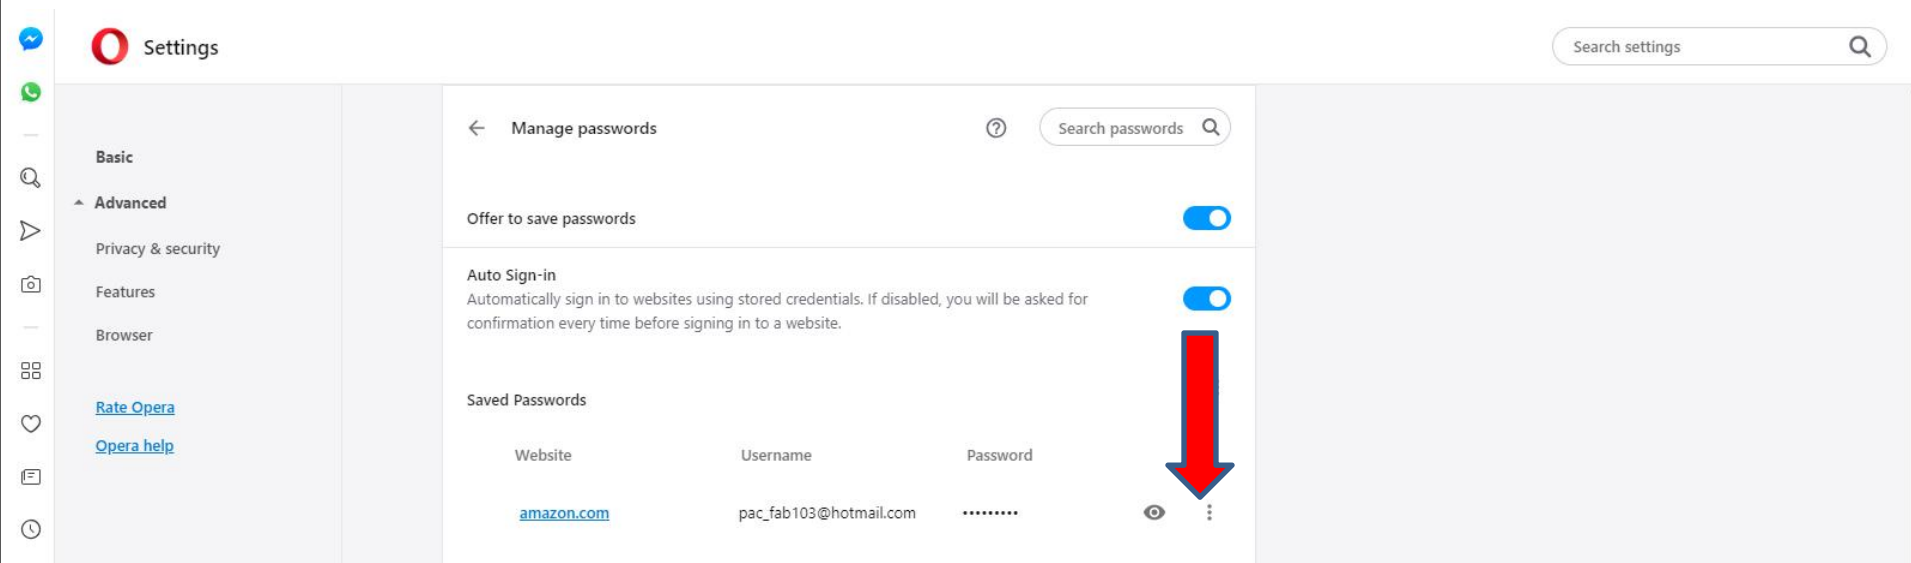 Settings
Search settings
Manage passwords
Search passwords
Basic
Advanced
Offer to save passwords
Privacy & security
Auto Sign-in
Features
Automatically sign in to websites using stored credentials. If disabled, you will be asked for
confirmation every time before signing in to a website.
Browser
Saved Passwords
Rate Opera
Opera help
Website Username Password
amazon.com pac_fab103@hotmail.com •••••••••